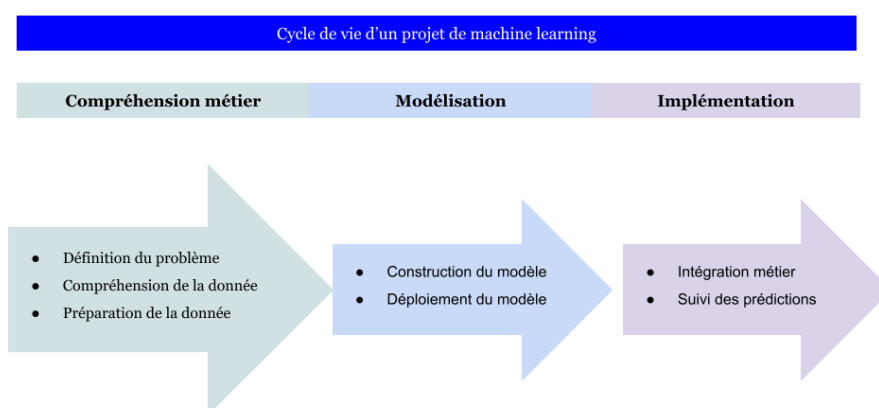 Cycle de vie d’un projet de machine learning
Compréhension métier
Modélisation
Implémentation
● Définition du problème
● Compréhension de la donnée
● Préparation de la donnée
● Construction du modèle
● Déploiement du modèle
● Intégration métier
● Suivi des prédictions